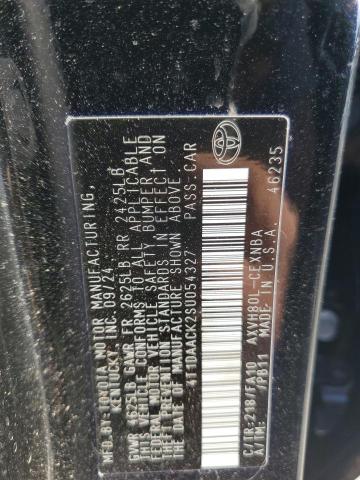 MFD.BY:TOYOTA MOTOR MANUFACTURING,
KENTUCKY, INC. 09/24
GVWR 4625LB GAWR FR 2625LB RR 2425LB
THIS VEHICLE CONFORMS TO ALL APPLICABLE
FEDERAL MOTOR VEHICLE SAFETY BUMPER AND
THEFT PREVENTION STANDARDS IN EFFECT ON
THE DATE OF MANUFACTURE SHOWN ABOVE.
4T1DAACK2SU054327 PASS. CAR
C/TR:218/FA10 AXVH80L-CEXNBA
A/TM: 7P811 MADE IN U.S.A.
46235